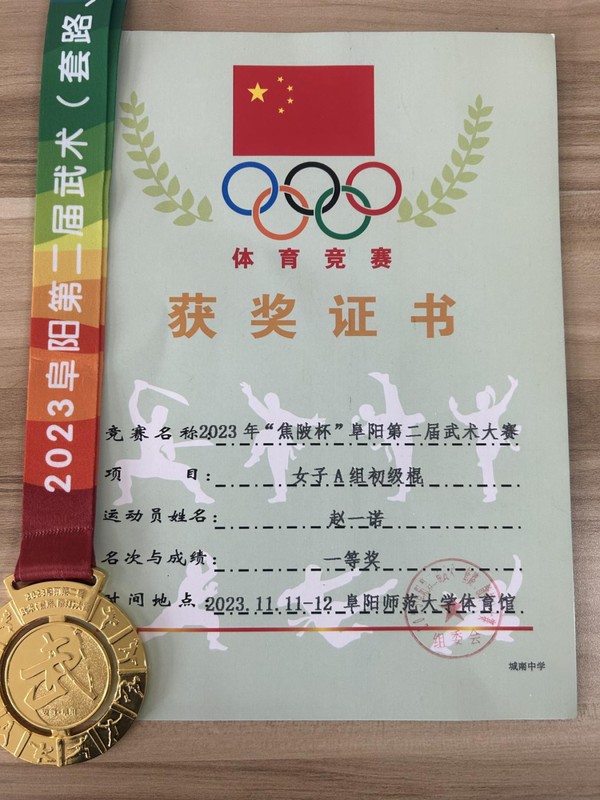 2023阜阳第二届武术（套路、
体育竞赛
获奖证书
竞赛名称:2023年“焦陂杯”阜阳第二届武术大赛
项 目: 女子A组初级棍
运动员姓名: 赵一诺
名次与成绩: 一等奖
时间地点:2023.11.11-12 阜阳师范大学体育馆
组委会
城南中学
武